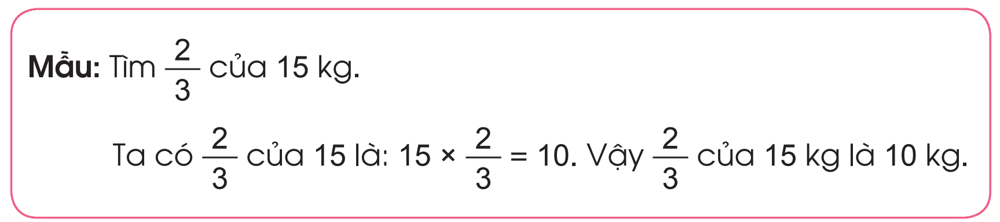 Mẫu: Tìm 2/3 của 15 kg.
Ta có 2/3 của 15 là: 15 × 2/3 = 10. Vậy 2/3 của 15 kg là 10 kg.